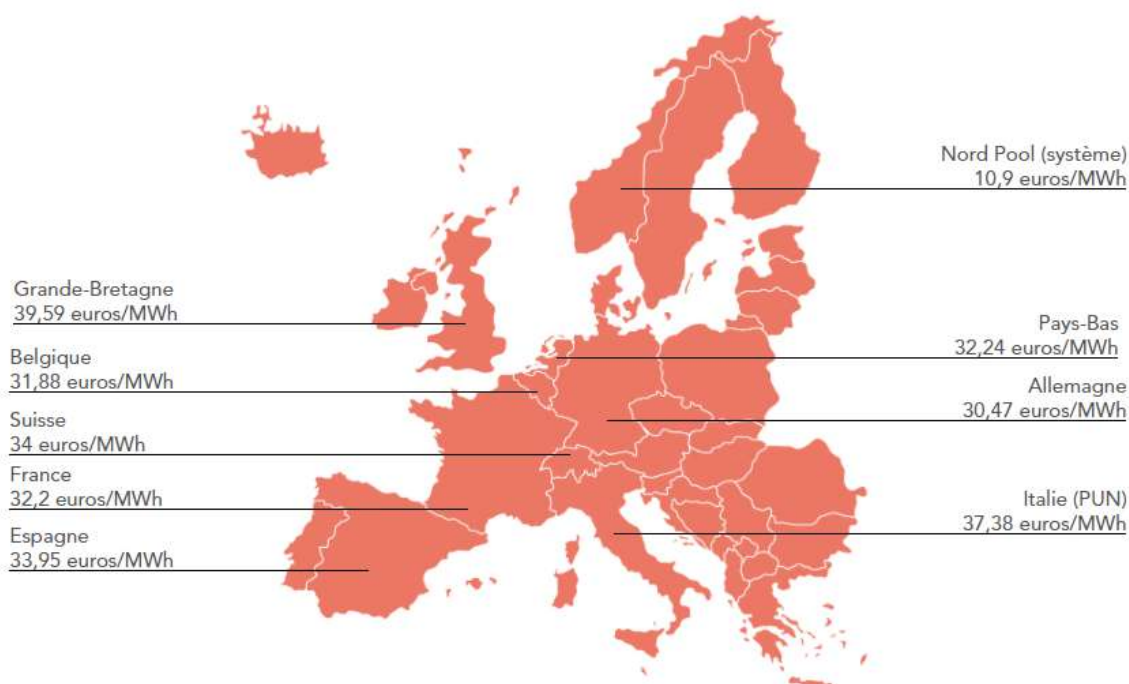 Nord Pool (système)
10,9 euros/MWh
Grande-Bretagne
39,59 euros/MWh
Pays-Bas
32,24 euros/MWh
Belgique
31,88 euros/MWh
Allemagne
30,47 euros/MWh
Suisse
34 euros/MWh
France
32,2 euros/MWh
Italie (PUN)
37,38 euros/MWh
Espagne
33,95 euros/MWh